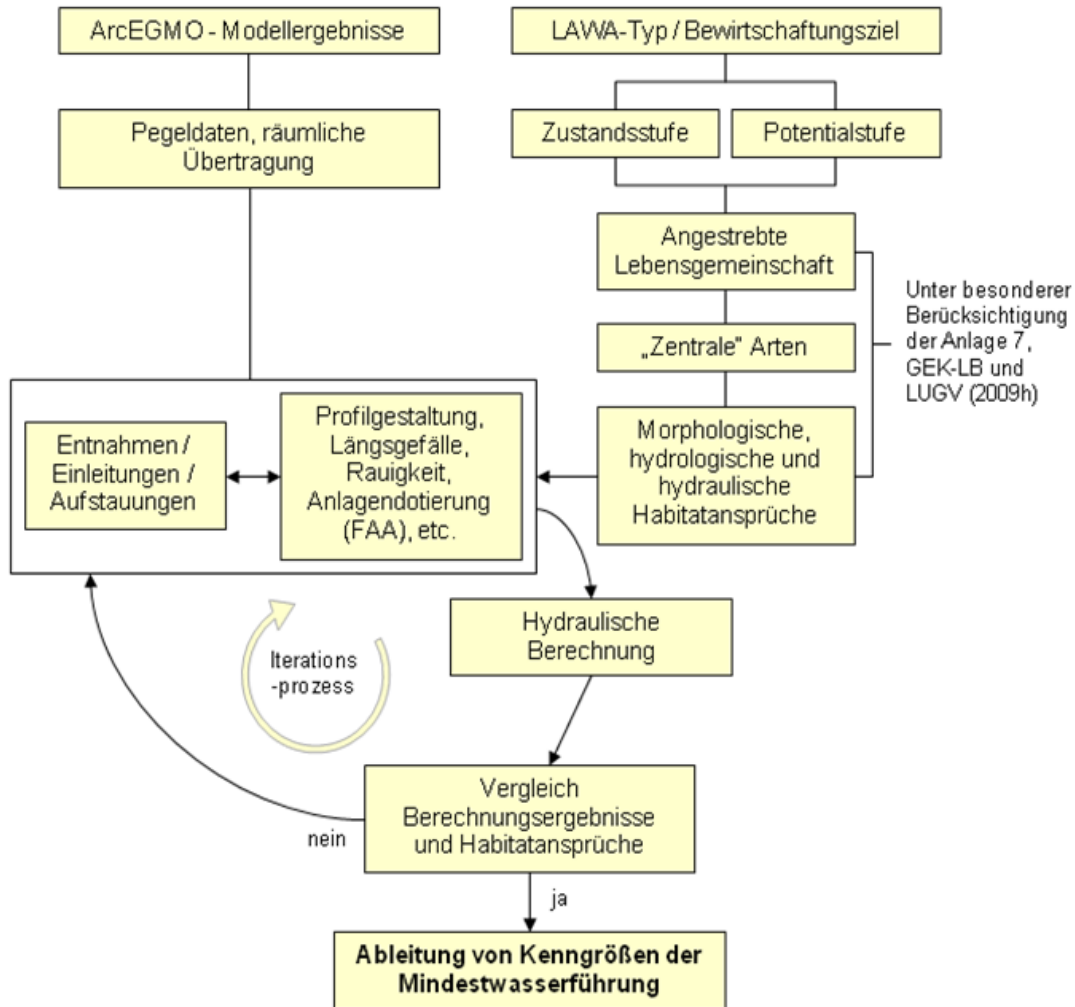 ArcEGMO - Modellergebnisse
LAWA-Typ / Bewirtschaftungsziel
Pegeldaten, räumliche
Übertragung
Zustandsstufe
Potentialstufe
Angestrebte
Lebensgemeinschaft
„Zentrale" Arten
Unter besonderer
Berücksichtigung
der Anlage 7,
GEK-LB und
LUGV (2009h)
Entnahmen /
Einleitungen /
Aufstauungen
Profilgestaltung,
Längsgefälle,
Rauigkeit,
Anlagendotierung
(FAA), etc.
Morphologische,
hydrologische und
hydraulische
Habitatansprüche
Hydraulische
Berechnung
Iterations
-prozess
Vergleich
Berechnungsergebnisse
und Habitatansprüche
nein
ja
Ableitung von Kenngrößen der
Mindestwasserführung